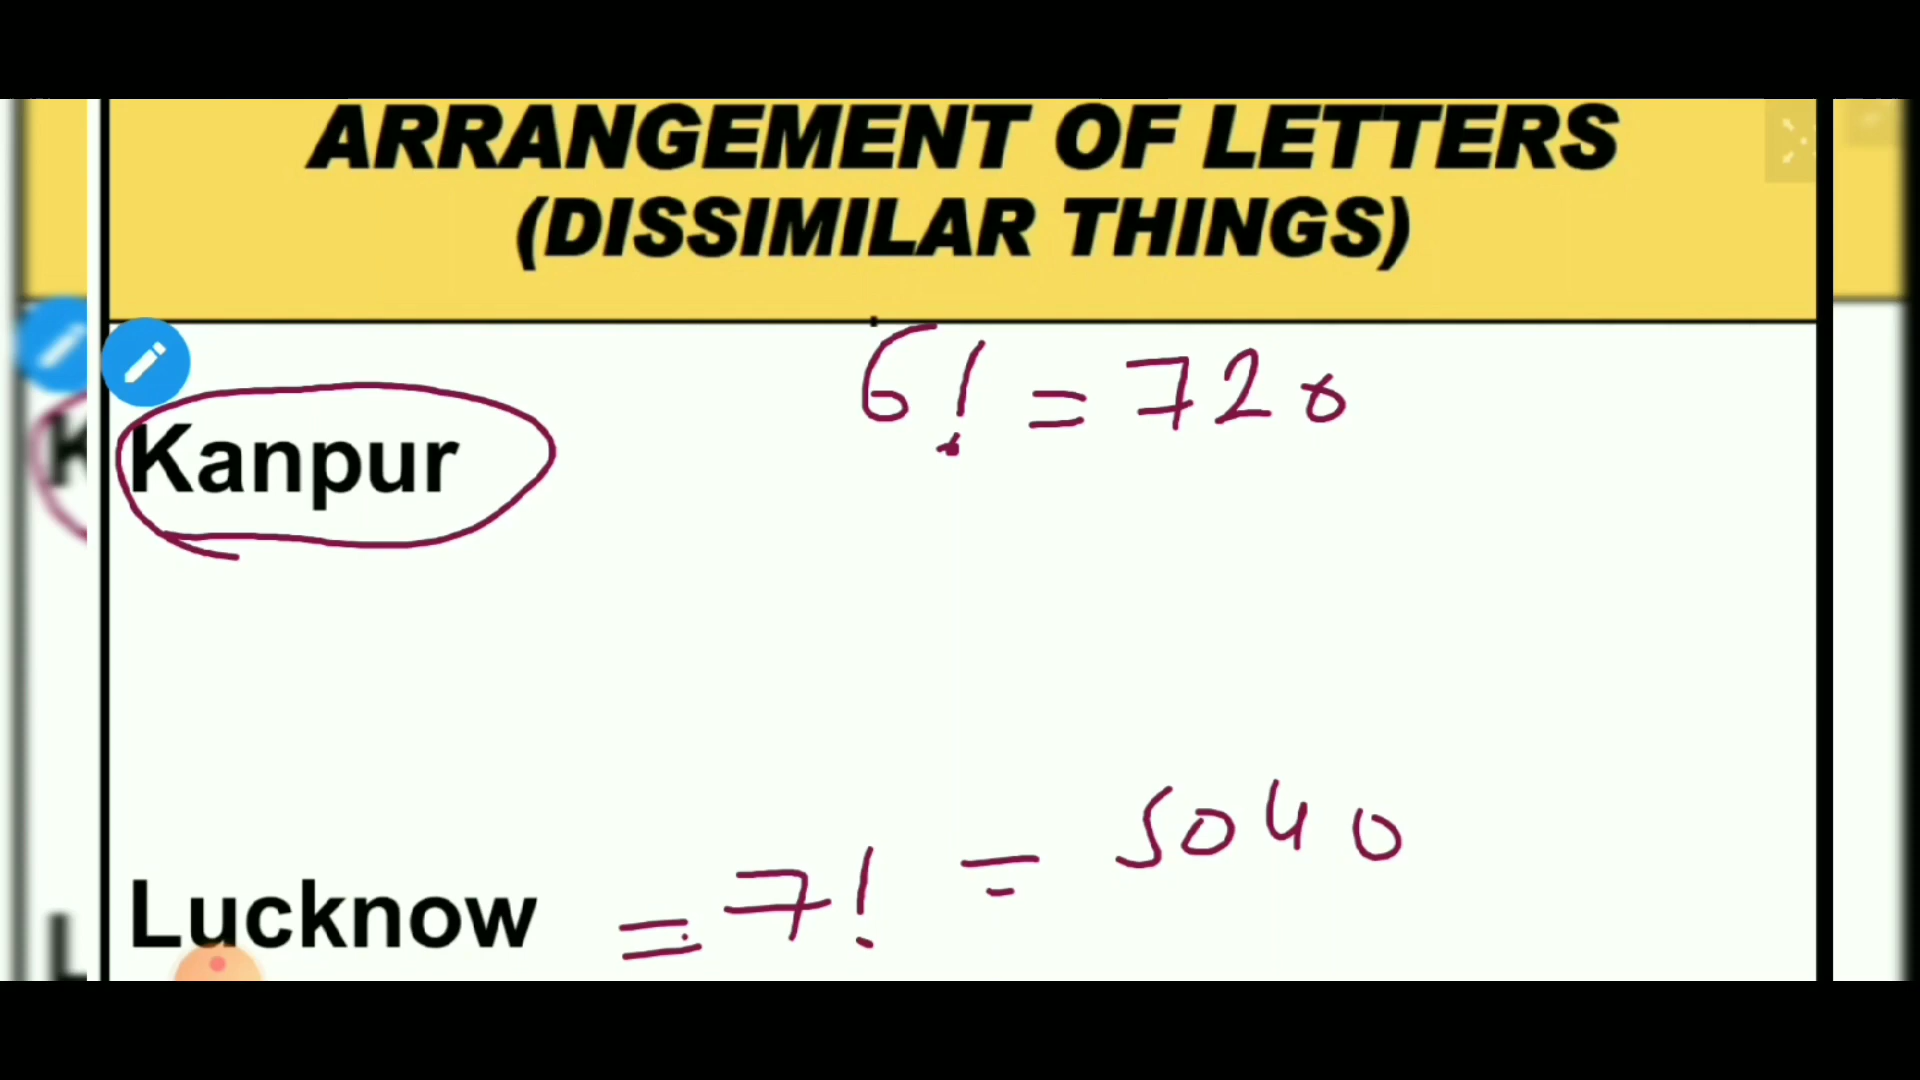 ARRANGEMENT OF LETTERS
(DISSIMILAR THINGS)
6! = 720
Kanpur
Lucknow = 7! = 5040